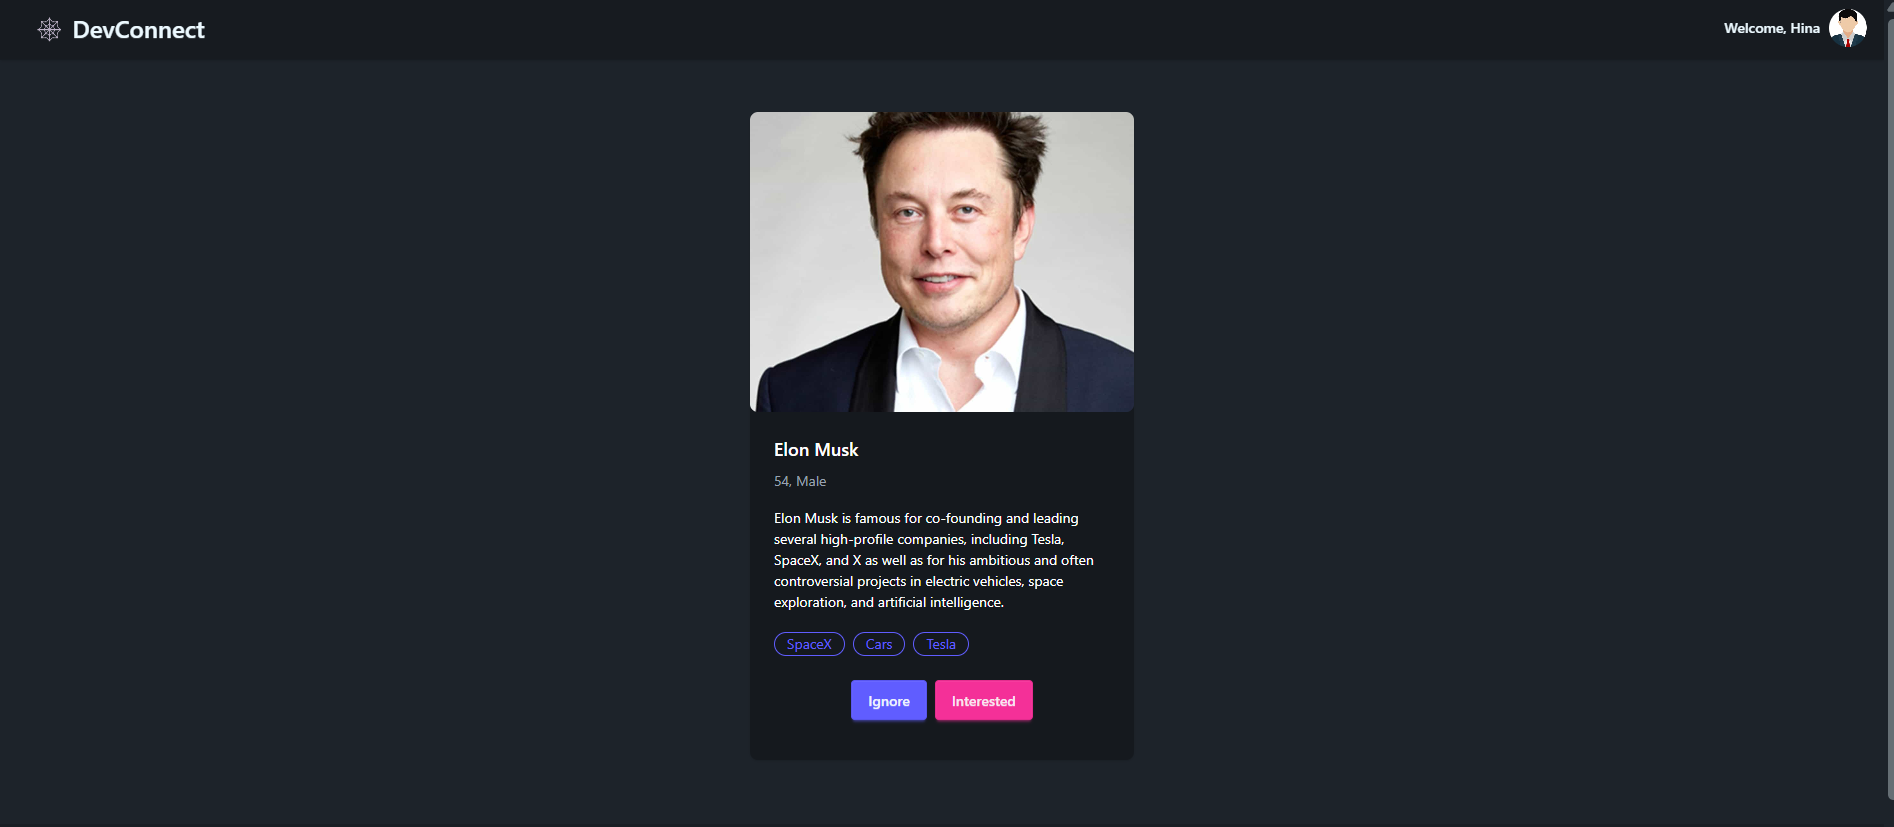 DevConnect
Welcome, Hina
Elon Musk
54, Male
Elon Musk is famous for co-founding and leading
several high-profile companies, including Tesla,
SpaceX, and X as well as for his ambitious and often
controversial projects in electric vehicles, space
exploration, and artificial intelligence.
SpaceX Cars Tesla
Ignore Interested